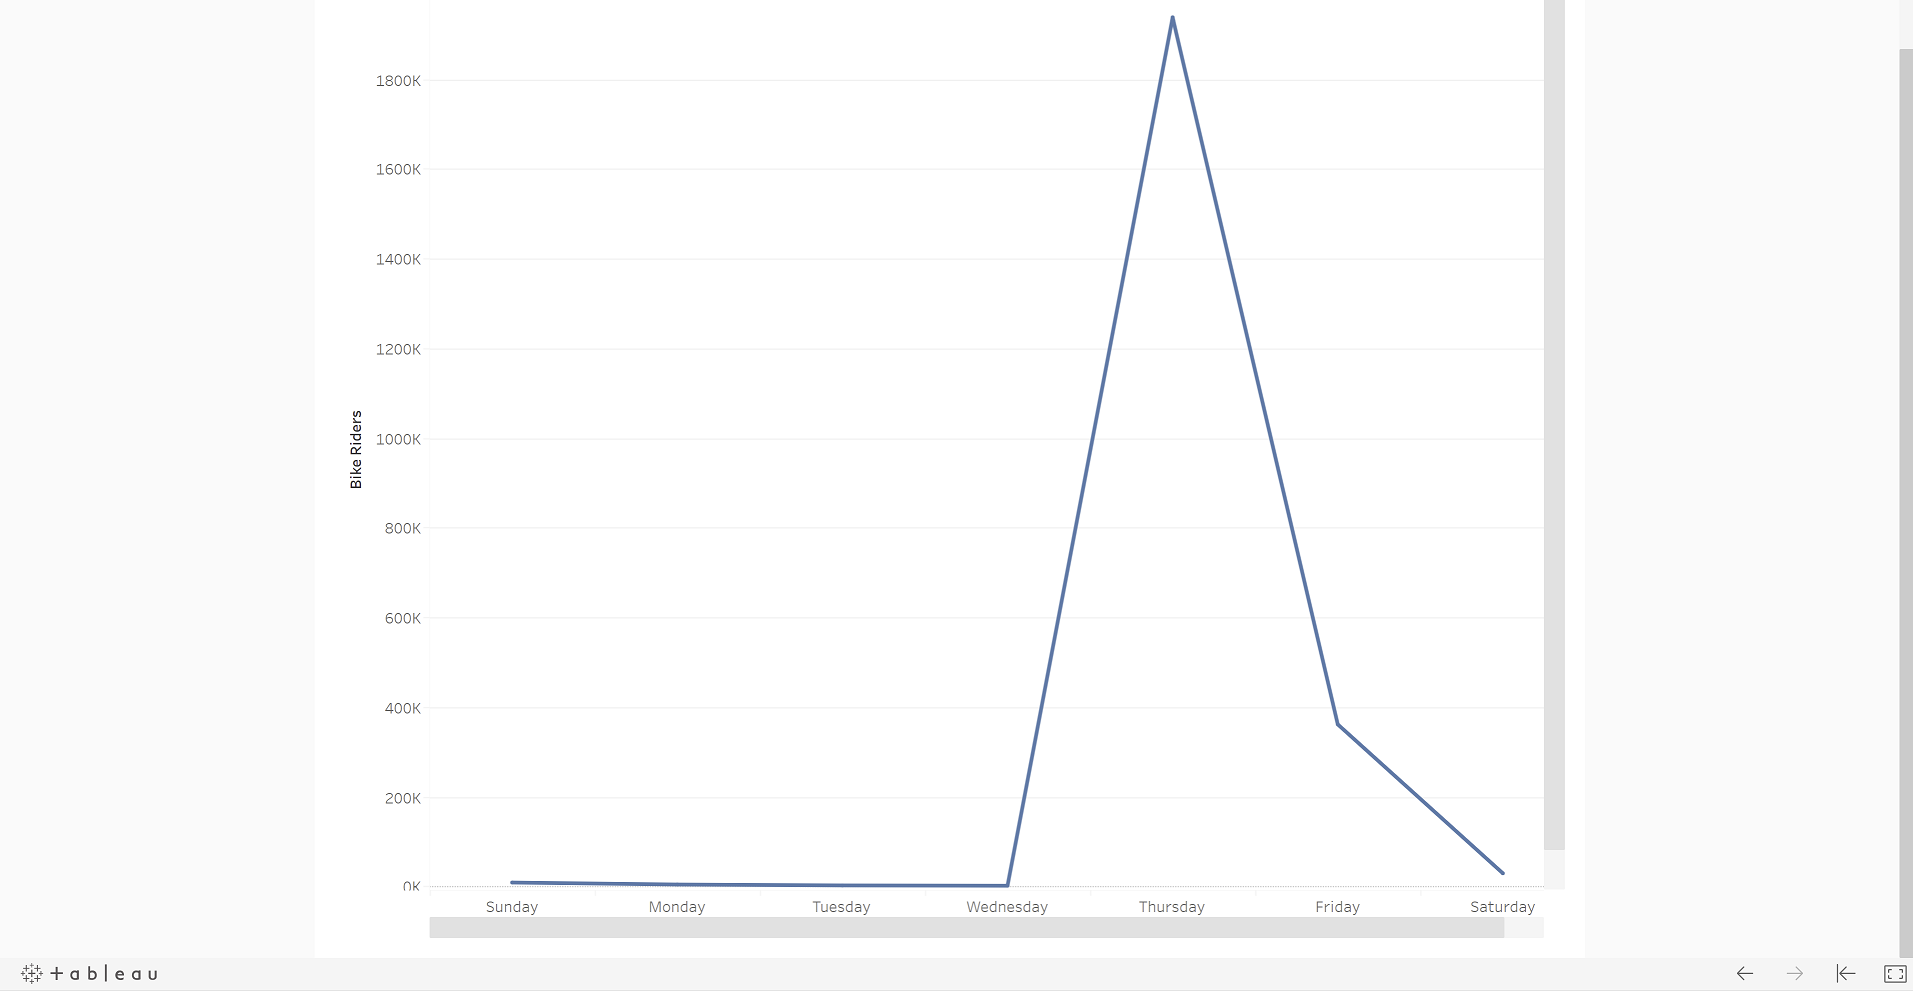 1800K
1600K
1400K
1200K
1000K
800K
600K
400K
200K
0K
Bike Riders
Sunday Monday Tuesday Wednesday Thursday Friday Saturday
+ableau